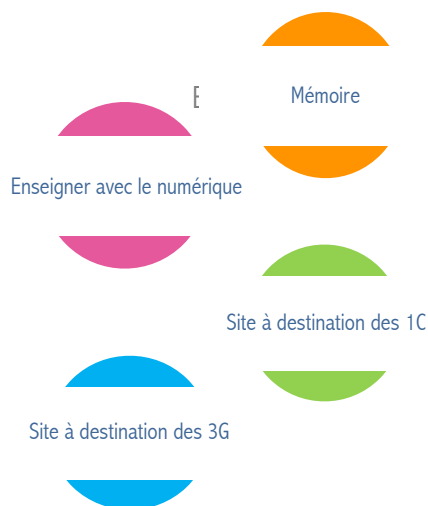 Mémoire
Enseigner avec le numérique
Site à destination des 1C
Site à destination des 3G